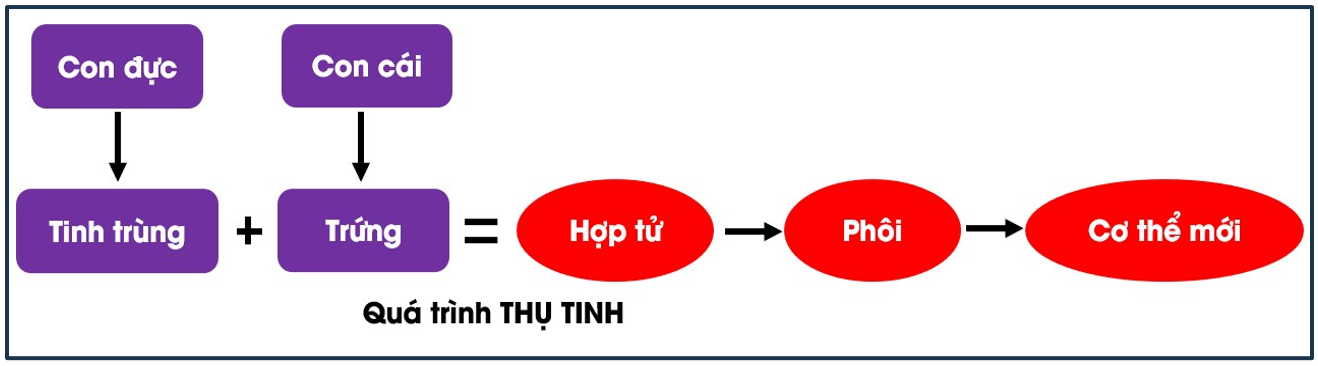 Con đực
Con cái
Tinh trùng + Trứng = Hợp tử Phôi Cơ thể mới
Quá trình THỤ TINH